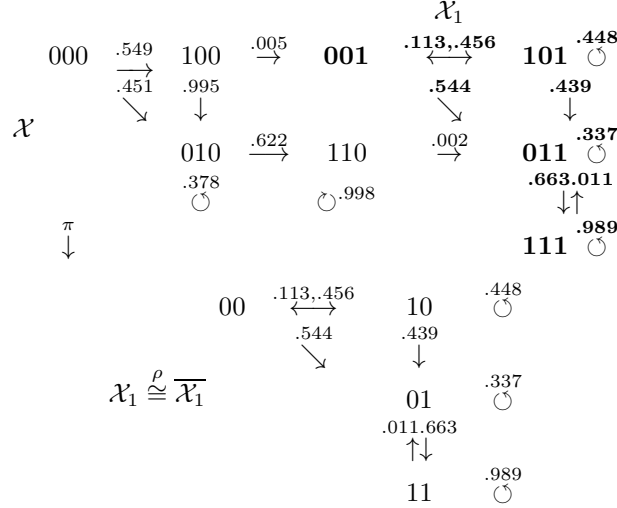 𝒳₁
000 .549 → 100 .005 → 001 .113,.456 ⟷ 101 .448 ↺
.451 ↘ .995 ↓ .544 ↘ .439 ↓
𝒳
010 .622 → 110 .002 → 011 .337 ↺
.378 ↺ ↻ .998 .663.011 ↓↑
π ↓ 111 .989 ↺
00 .113,.456 ⟷ 10 .448 ↺
.544 ↘ .439 ↓
𝒳₁ ≅^ρ \overline{𝒳₁}
01 .337 ↺
.011.663 ↑↓
11 .989 ↺